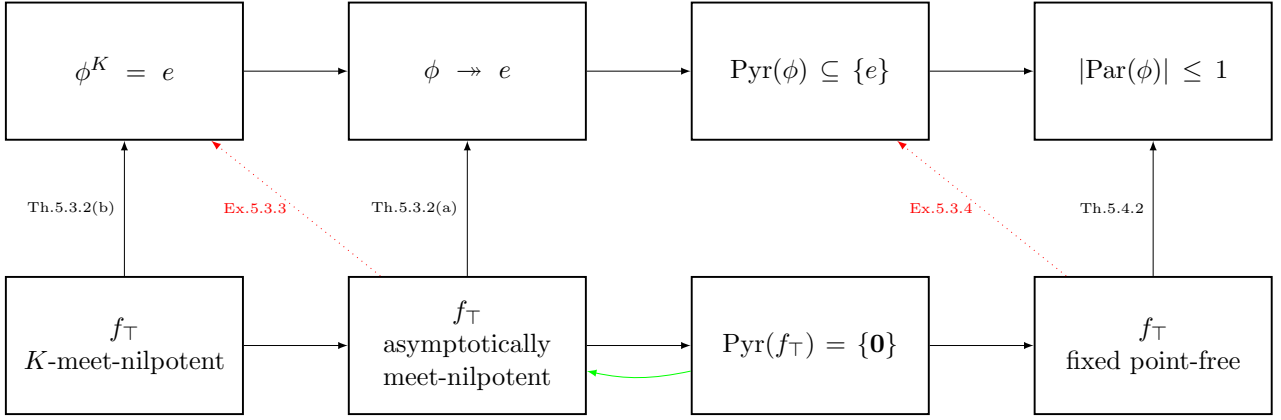 ϕ^K = e
ϕ ↠ e
Pyr(ϕ) ⊆ {e}
|Par(ϕ)| ≤ 1
Th.5.3.2(b)
Ex.5.3.3
Th.5.3.2(a)
Ex.5.3.4
Th.5.4.2
f_⊤
K-meet-nilpotent
f_⊤
asymptotically
meet-nilpotent
Pyr(f_⊤) = {𝟎}
f_⊤
fixed point-free